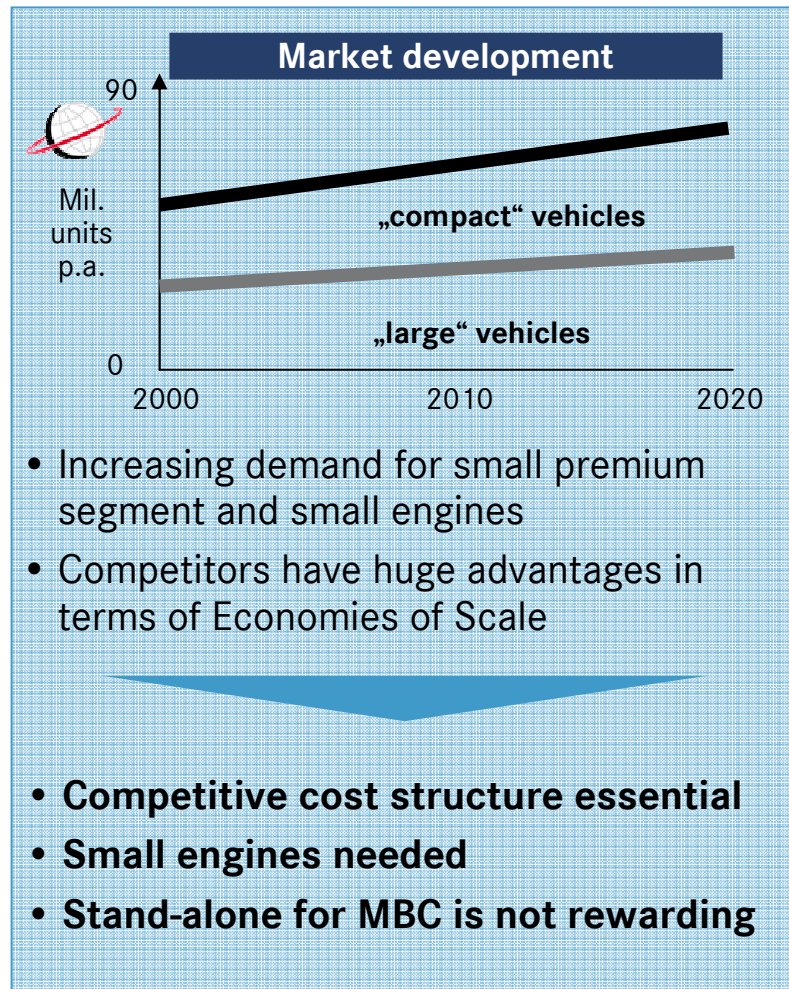 Market development
90
Mil.
units
p.a.
„compact“ vehicles
„large“ vehicles
0
2000 2010 2020
• Increasing demand for small premium
segment and small engines
• Competitors have huge advantages in
terms of Economies of Scale
• Competitive cost structure essential
• Small engines needed
• Stand-alone for MBC is not rewarding